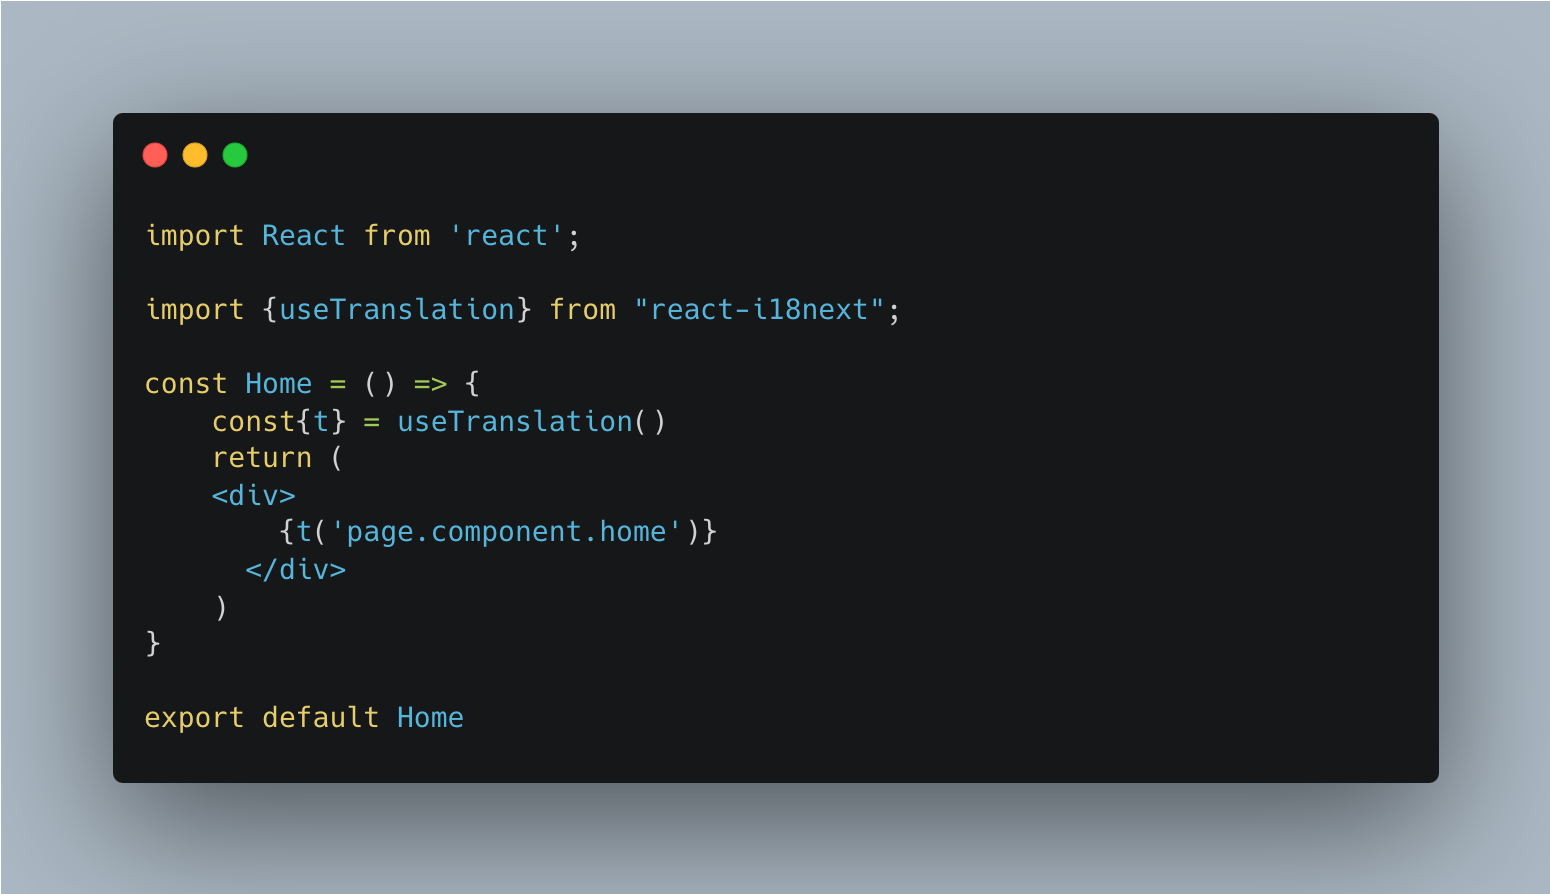 import React from 'react';
import {useTranslation} from "react-i18next";
const Home = () => {
    const{t} = useTranslation()
    return (
    <div>
        {t('page.component.home')}
      </div>
    )
}
export default Home